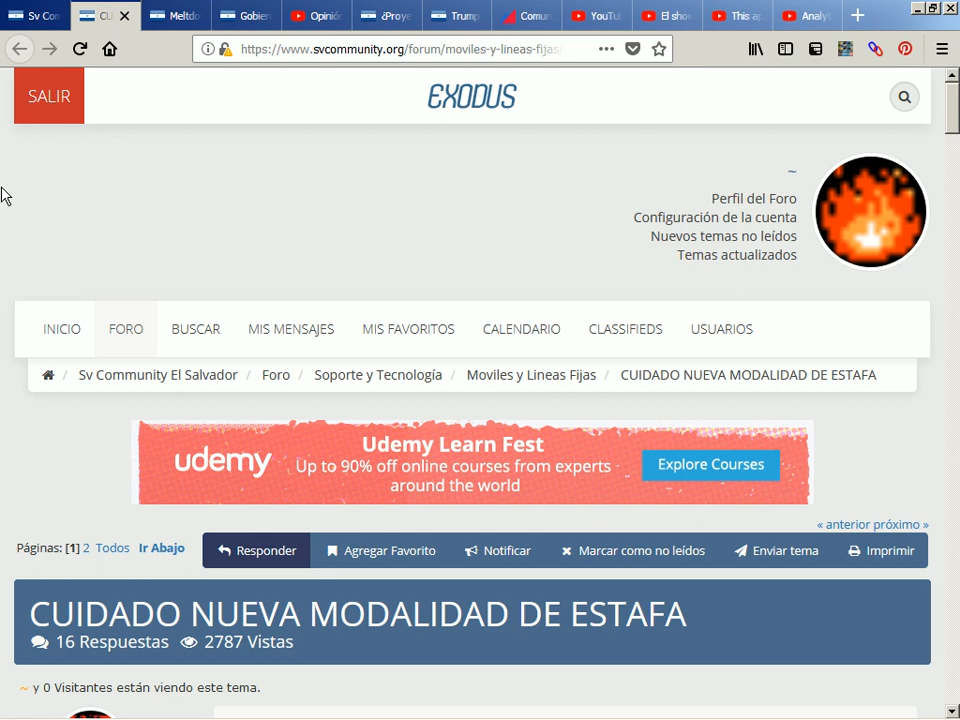 Sv Con
CU
Meltdo
Gobier
Opinió
¿Proye
Trump
Comun
YouTu
El sho
This ap
Analyt
https://www.svcommunity.org/forum/moviles-y-lineas-fijas/
SALIR
EXODUS
~
Perfil del Foro
Configuración de la cuenta
Nuevos temas no leídos
Temas actualizados
INICIO FORO BUSCAR MIS MENSAJES MIS FAVORITOS CALENDARIO CLASSIFIEDS USUARIOS
/ Sv Community El Salvador / Foro / Soporte y Tecnología / Moviles y Lineas Fijas / CUIDADO NUEVA MODALIDAD DE ESTAFA
udemy
Udemy Learn Fest
Up to 90% off online courses from experts
around the world
Explore Courses
« anterior próximo »
Páginas: [1] 2 Todos Ir Abajo
Responder Agregar Favorito Notificar Marcar como no leídos Enviar tema Imprimir
CUIDADO NUEVA MODALIDAD DE ESTAFA
16 Respuestas 2787 Vistas
~ y 0 Visitantes están viendo este tema.